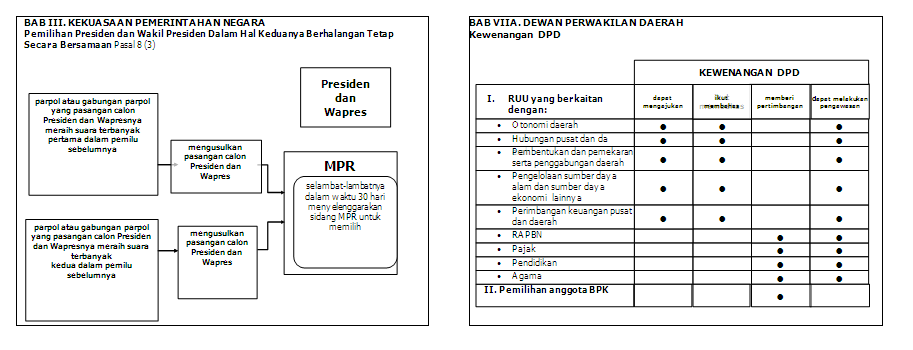 BAB III. KEKUASAAN PEMERINTAHAN NEGARA
Pemilihan Presiden dan Wakil Presiden Dalam Hal Keduanya Berhalangan Tetap
Secara Bersamaan Pasal 8 (3)
Presiden
dan
Wapres
parpol atau gabungan parpol
yang pasangan calon
Presiden dan Wapresnya
meraih suara terbanyak
pertama dalam pemilu
sebelumnya
mengusulkan
pasangan calon
Presiden dan
Wapres
MPR
selambat-lambatnya
dalam waktu 30 hari
menyelenggarakan
sidang MPR untuk
memilih
parpol atau gabungan parpol
yang pasangan calon Presiden
dan Wapresnya meraih suara
terbanyak
kedua dalam pemilu
sebelumnya
mengusulkan
pasangan calon
Presiden dan
Wapres
BAB VIIA. DEWAN PERWAKILAN DAERAH
Kewenangan DPD
KEWENANGAN DPD
I. RUU yang berkaitan
dengan:
dapat
mengajukan
ikut
membahas
memberi
pertimbangan
dapat melakukan
pengawasan
• Otonomi daerah
• Hubungan pusat dan da
• Pembentukan dan pemekaran
serta penggabungan daerah
• Pengelolaan sumber daya
alam dan sumber daya
ekonomi lainnya
• Perimbangan keuangan pusat
dan daerah
• RAPBN
• Pajak
• Pendidikan
• Agama
II. Pemilihan anggota BPK